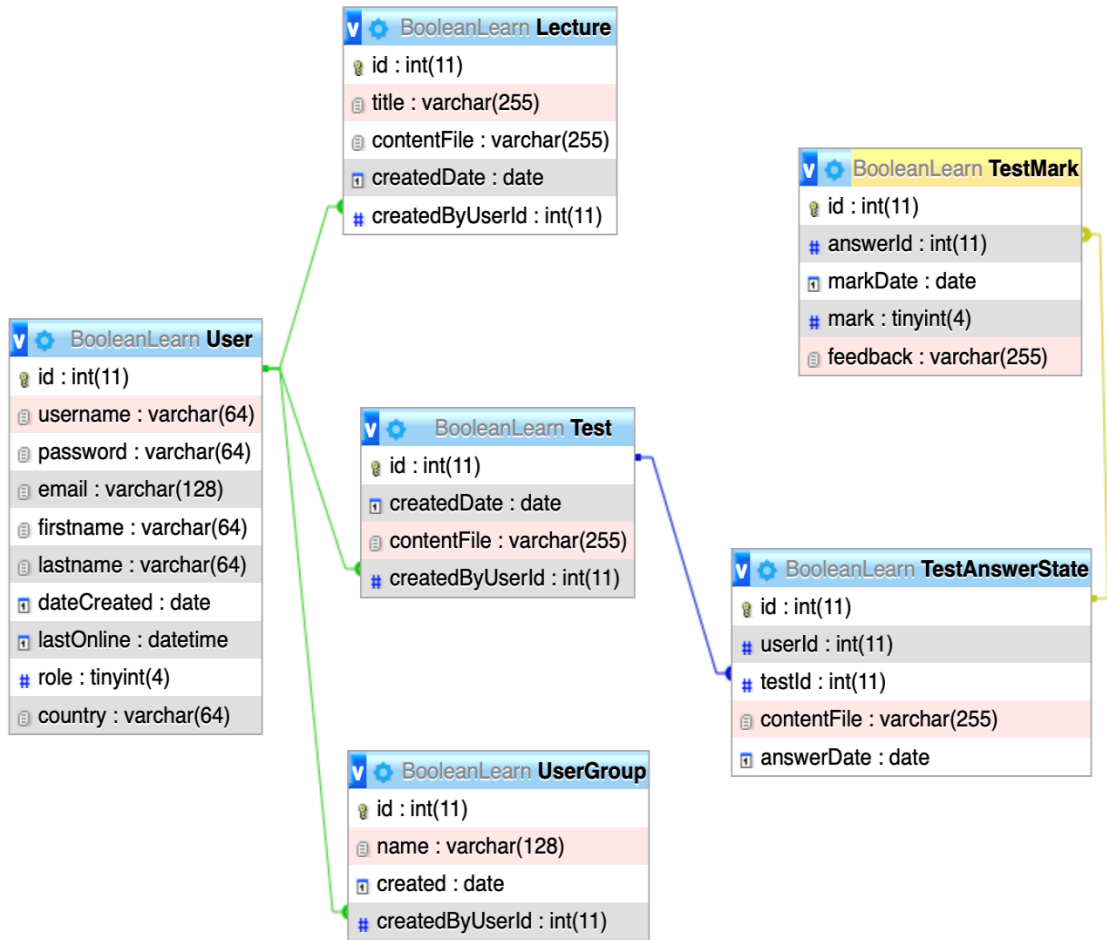 BooleanLearn Lecture
id : int(11)
title : varchar(255)
contentFile : varchar(255)
createdDate : date
# createdByUserId : int(11)
BooleanLearn TestMark
id : int(11)
# answerId : int(11)
markDate : date
# mark : tinyint(4)
feedback : varchar(255)
BooleanLearn User
id : int(11)
username : varchar(64)
password : varchar(64)
email : varchar(128)
firstname : varchar(64)
lastname : varchar(64)
dateCreated : date
lastOnline : datetime
# role : tinyint(4)
country : varchar(64)
BooleanLearn Test
id : int(11)
createdDate : date
contentFile : varchar(255)
# createdByUserId : int(11)
BooleanLearn TestAnswerState
id : int(11)
# userId : int(11)
# testId : int(11)
contentFile : varchar(255)
answerDate : date
BooleanLearn UserGroup
id : int(11)
name : varchar(128)
created : date
# createdByUserId : int(11)